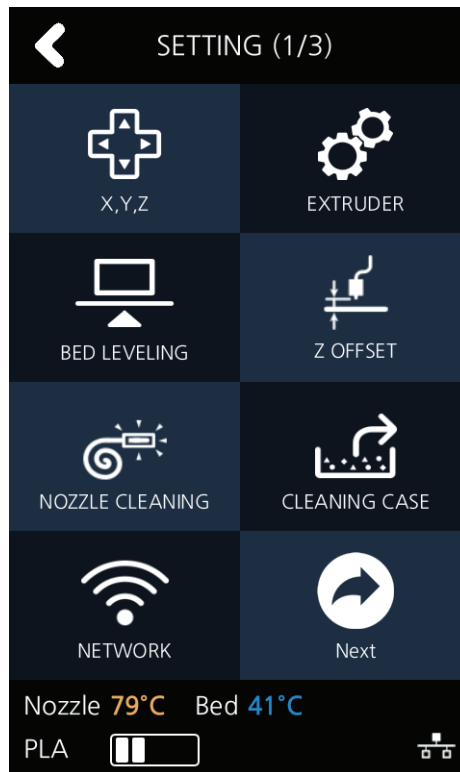 SETTING (1/3)
X,Y,Z
EXTRUDER
BED LEVELING
Z OFFSET
NOZZLE CLEANING
CLEANING CASE
NETWORK
Next
Nozzle 79°C Bed 41°C
PLA